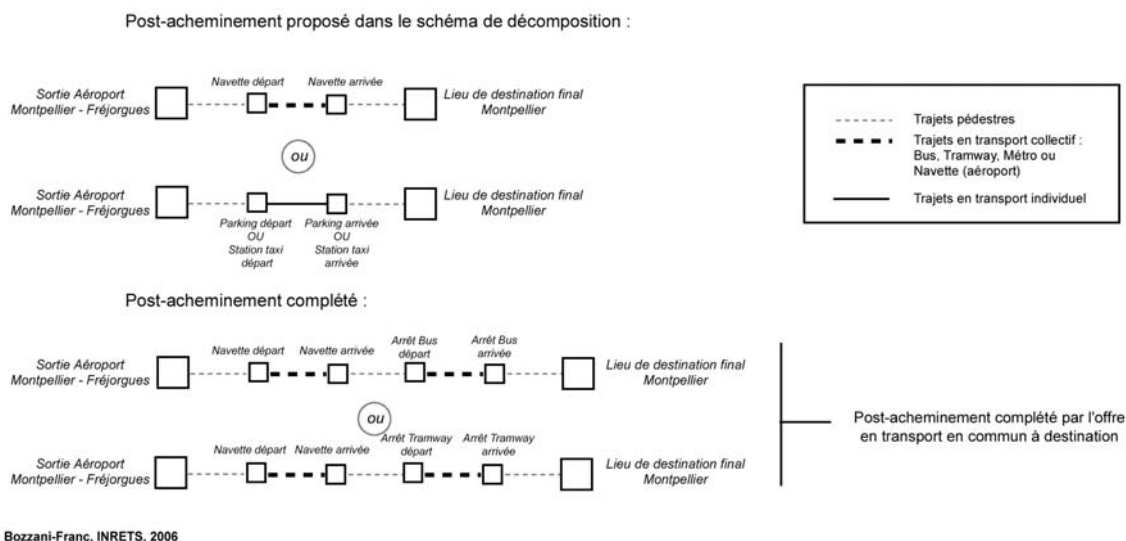 Post-acheminement proposé dans le schéma de décomposition :
Sortie Aéroport
Montpellier - Fréjorgues
Navette départ
Navette arrivée
Lieu de destination final
Montpellier
ou
Sortie Aéroport
Montpellier - Fréjorgues
Parking départ
OU
Station taxi
départ
Parking arrivée
OU
Station taxi
arrivée
Lieu de destination final
Montpellier
Trajets pédestres
Trajets en transport collectif :
Bus, Tramway, Métro ou
Navette (aéroport)
Trajets en transport individuel
Post-acheminement complété :
Sortie Aéroport
Montpellier - Fréjorgues
Navette départ
Navette arrivée
Arrêt Bus
départ
Arrêt Bus
arrivée
Lieu de destination final
Montpellier
ou
Sortie Aéroport
Montpellier - Fréjorgues
Navette départ
Navette arrivée
Arrêt Tramway
départ
Arrêt Tramway
arrivée
Lieu de destination final
Montpellier
Post-acheminement complété par l'offre
en transport en commun à destination
Bozzani-Franc, INRETS, 2006